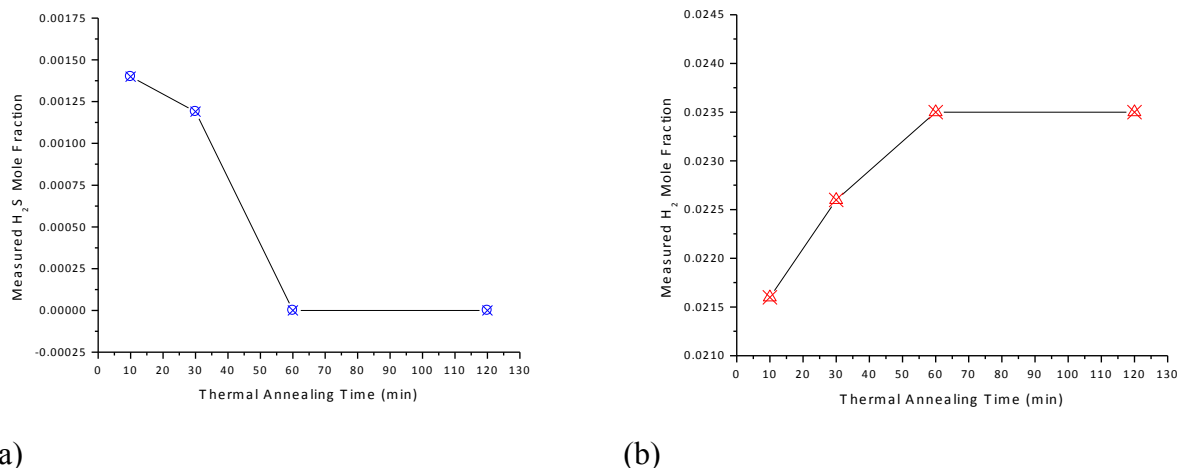 0.00175
0.00150
0.00125
0.00100
0.00075
0.00050
0.00025
0.00000
-0.00025
Measured H₂S Mole Fraction
0 10 20 30 40 50 60 70 80 90 100 110 120 130
Thermal Annealing Time (min)
a)
0.0245
0.0240
0.0235
0.0230
0.0225
0.0220
0.0215
0.0210
Measured H₂ Mole Fraction
0 10 20 30 40 50 60 70 80 90 100 110 120 130
Thermal Annealing Time (min)
(b)